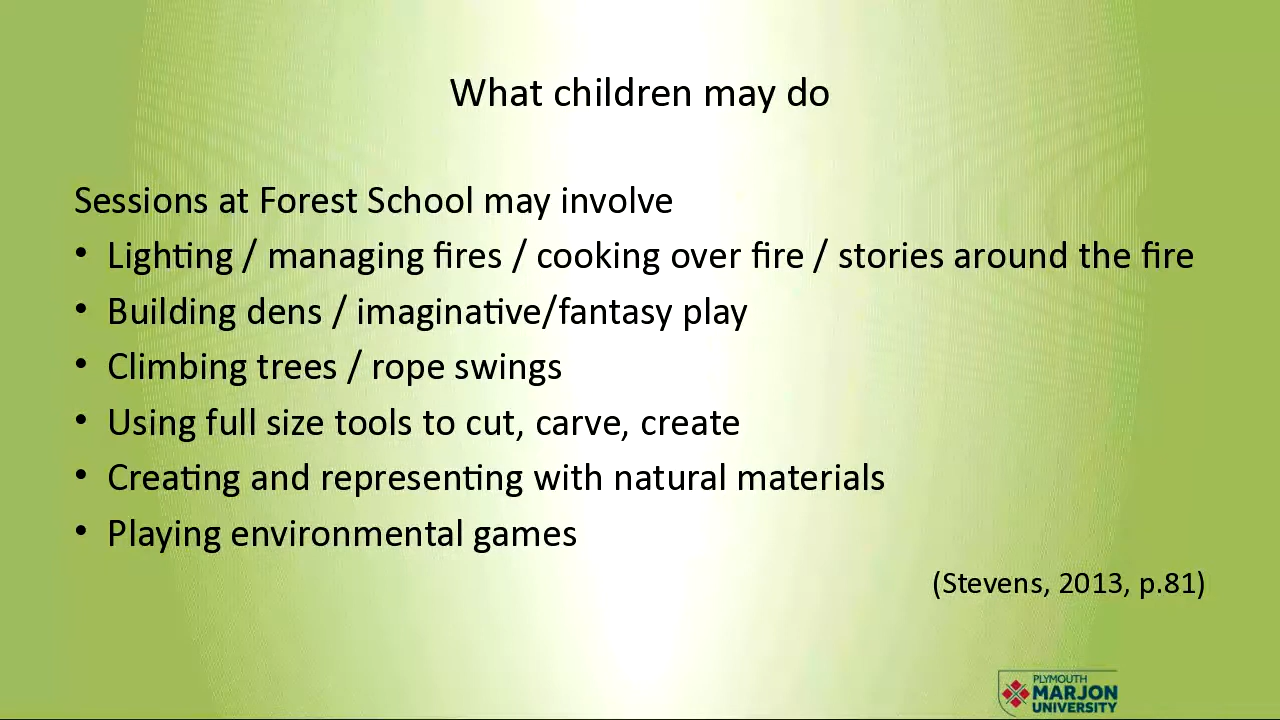 What children may do
Sessions at Forest School may involve
• Lighting / managing fires / cooking over fire / stories around the fire
• Building dens / imaginative/fantasy play
• Climbing trees / rope swings
• Using full size tools to cut, carve, create
• Creating and representing with natural materials
• Playing environmental games
(Stevens, 2013, p.81)
PLYMOUTH
MARJON
UNIVERSITY